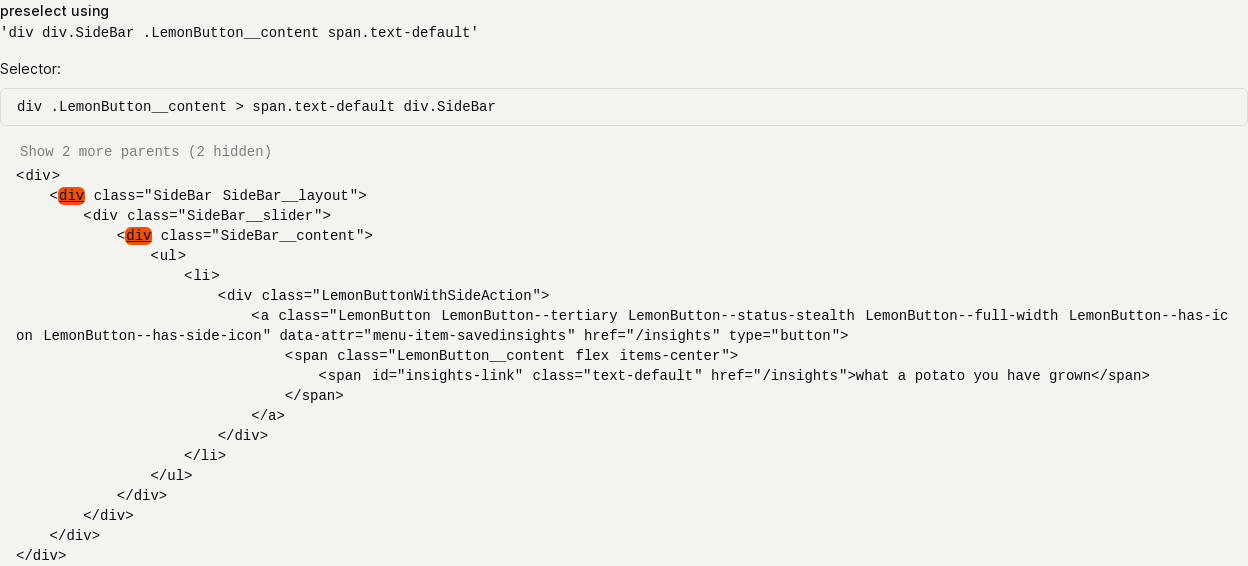 preselect using
'div div.SideBar .LemonButton__content span.text-default'
Selector:
div .LemonButton__content > span.text-default div.SideBar
Show 2 more parents (2 hidden)
<div>
<div class="SideBar SideBar__layout">
<div class="SideBar__slider">
<div class="SideBar__content">
<ul>
<li>
<div class="LemonButtonWithSideAction">
<a class="LemonButton LemonButton--tertiary LemonButton--status-stealth LemonButton--full-width LemonButton--has-ic
on LemonButton--has-side-icon" data-attr="menu-item-savedinsights" href="/insights" type="button">
<span class="LemonButton__content flex items-center">
<span id="insights-link" class="text-default" href="/insights">what a potato you have grown</span>
</span>
</a>
</div>
</li>
</ul>
</div>
</div>
</div>
</div>